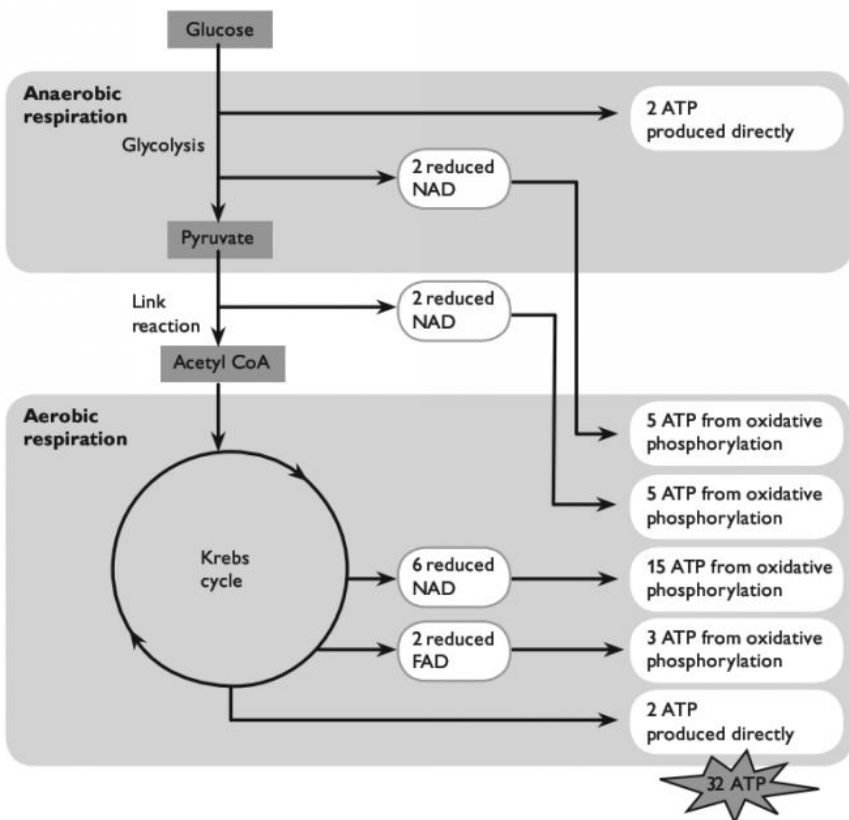 Glucose
Anaerobic
respiration
2 ATP
produced directly
Glycolysis
2 reduced
NAD
Pyruvate
Link
reaction
2 reduced
NAD
Acetyl CoA
Aerobic
respiration
5 ATP from oxidative
phosphorylation
5 ATP from oxidative
phosphorylation
Krebs
cycle
6 reduced
NAD
15 ATP from oxidative
phosphorylation
2 reduced
FAD
3 ATP from oxidative
phosphorylation
2 ATP
produced directly
32 ATP